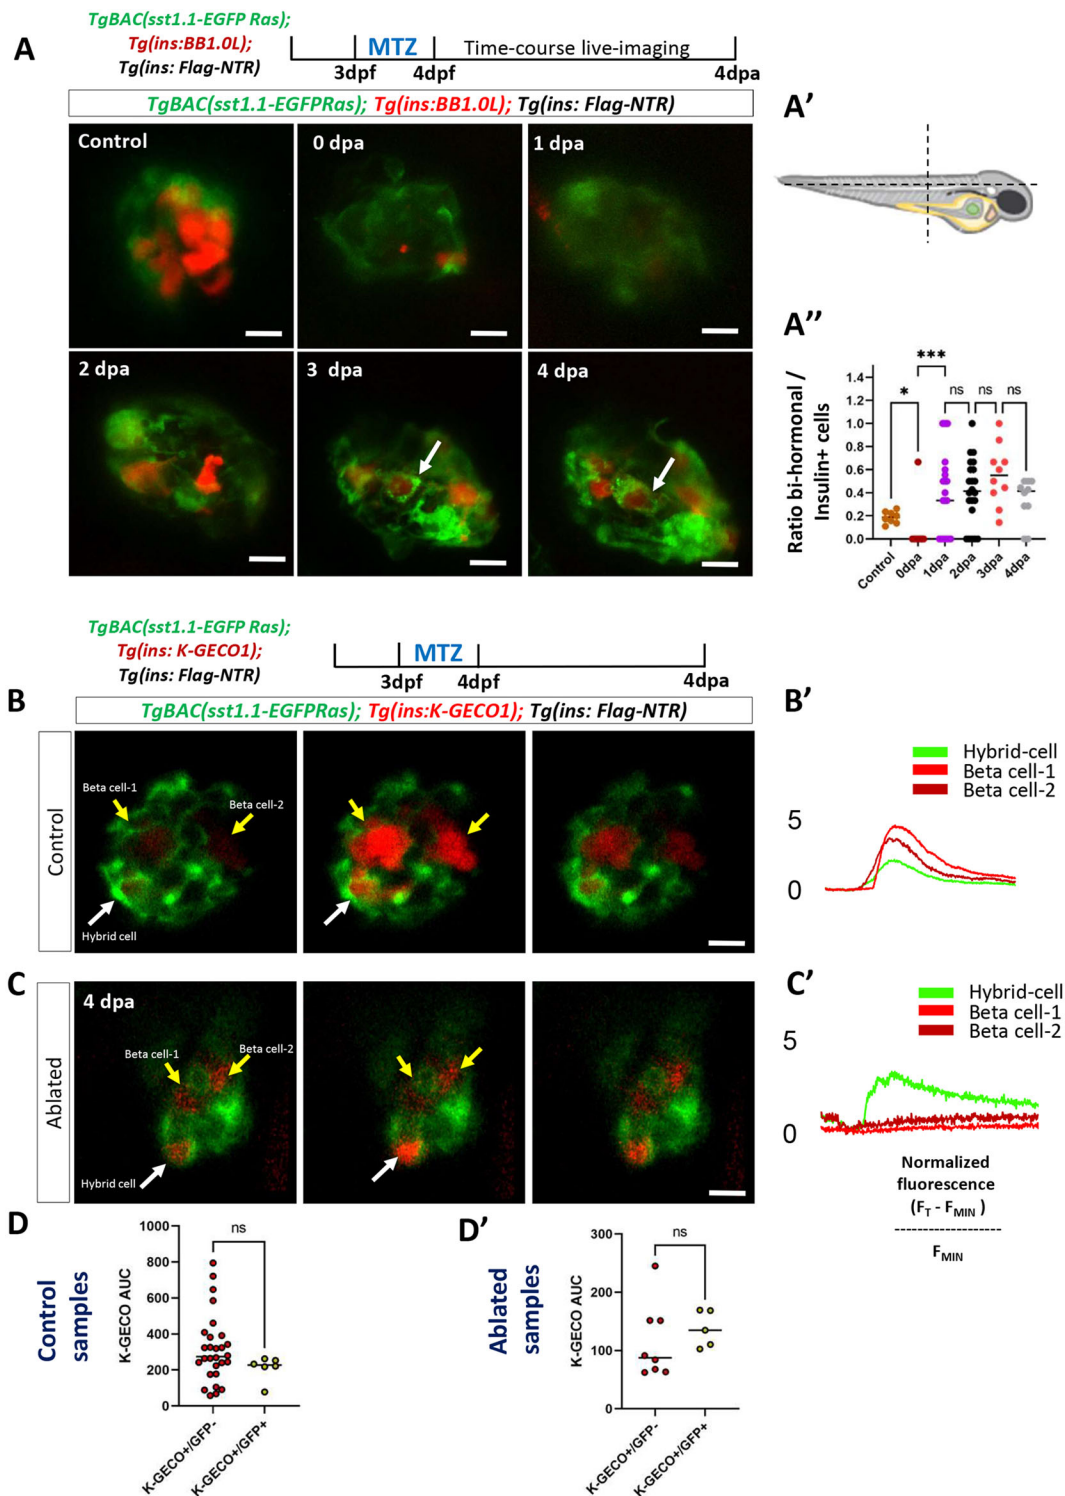 A
TgBAC(sst1.1-EGFP Ras);
Tg(ins:BB1.0L);
Tg(ins: Flag-NTR)
MTZ
Time-course live-imaging
3dpf
4dpf
4dpa
TgBAC(sst1.1-EGFPRas); Tg(ins:BB1.0L); Tg(ins: Flag-NTR)
Control
0 dpa
1 dpa
2 dpa
3 dpa
4 dpa
A'
A''
Ratio bi-hormonal /
Insulin+ cells
1.4
1.2
1.0
0.8
0.6
0.4
0.2
0.0
*
***
ns
ns
ns
Control
0dpa
1dpa
2dpa
3dpa
4dpa
TgBAC(sst1.1-EGFP Ras);
Tg(ins: K-GECO1);
Tg(ins: Flag-NTR)
MTZ
3dpf
4dpf
4dpa
B
TgBAC(sst1.1-EGFPRas); Tg(ins:K-GECO1); Tg(ins: Flag-NTR)
Control
Beta cell-1
Beta cell-2
Hybrid cell
B'
Hybrid-cell
Beta cell-1
Beta cell-2
5
0
C
Ablated
4 dpa
Beta cell-1
Beta cell-2
Hybrid cell
C'
Hybrid-cell
Beta cell-1
Beta cell-2
5
0
Normalized
fluorescence
(F_T - F_MIN )
--------------------
F_MIN
D
Control
samples
K-GECO AUC
1000
800
600
400
200
0
ns
K-GECO+/GFP-
K-GECO+/GFP+
D'
Ablated
samples
K-GECO AUC
300
200
100
0
ns
K-GECO+/GFP-
K-GECO+/GFP+